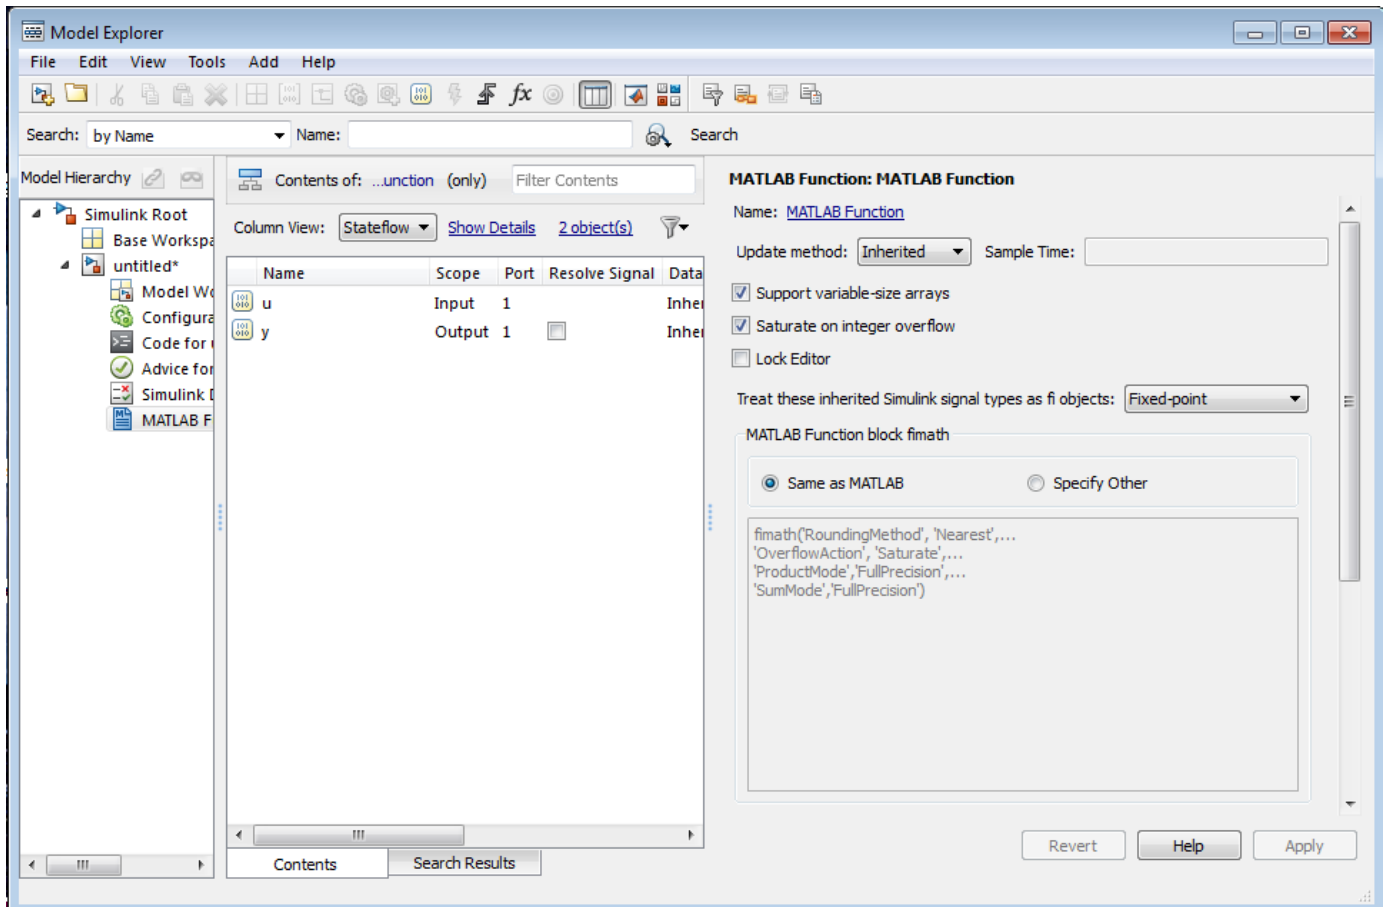 Model Explorer
File Edit View Tools Add Help
fx
Search: by Name Name: Search
Model Hierarchy
Simulink Root
Base Workspa
untitled*
Model Wo
Configura
Code for u
Advice for
Simulink D
MATLAB F
Contents of: ...unction (only) Filter Contents
Column View: Stateflow Show Details 2 object(s)
Name Scope Port Resolve Signal Data
u Input 1 Inher
y Output 1 Inher
Contents Search Results
MATLAB Function: MATLAB Function
Name: MATLAB Function
Update method: Inherited Sample Time:
Support variable-size arrays
Saturate on integer overflow
Lock Editor
Treat these inherited Simulink signal types as fi objects: Fixed-point
MATLAB Function block fimath
Same as MATLAB Specify Other
fimath('RoundingMethod', 'Nearest',...
'OverflowAction', 'Saturate',...
'ProductMode','FullPrecision',...
'SumMode','FullPrecision')
Revert Help Apply